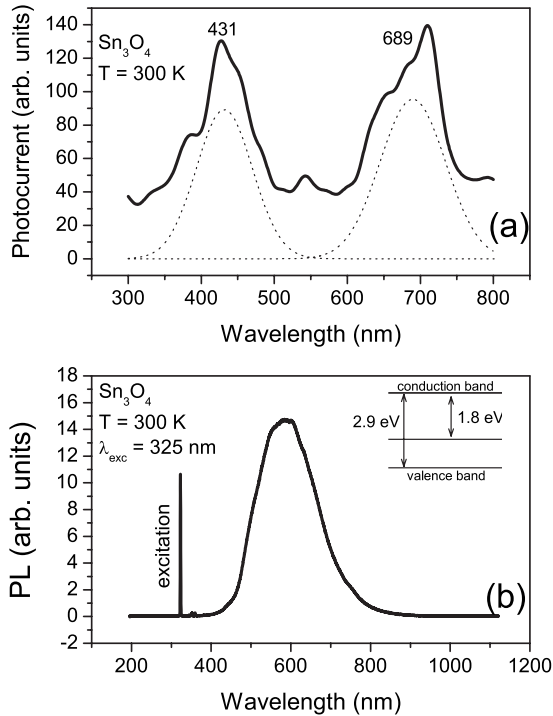 140
120
100
80
60
40
20
0
Photocurrent (arb. units)
Sn₃O₄
T = 300 K
431
689
(a)
300 400 500 600 700 800
Wavelength (nm)
18
16
14
12
10
8
6
4
2
0
-2
PL (arb. units)
Sn₃O₄
T = 300 K
λexc = 325 nm
excitation
conduction band
2.9 eV
1.8 eV
valence band
(b)
200 400 600 800 1000 1200
Wavelength (nm)